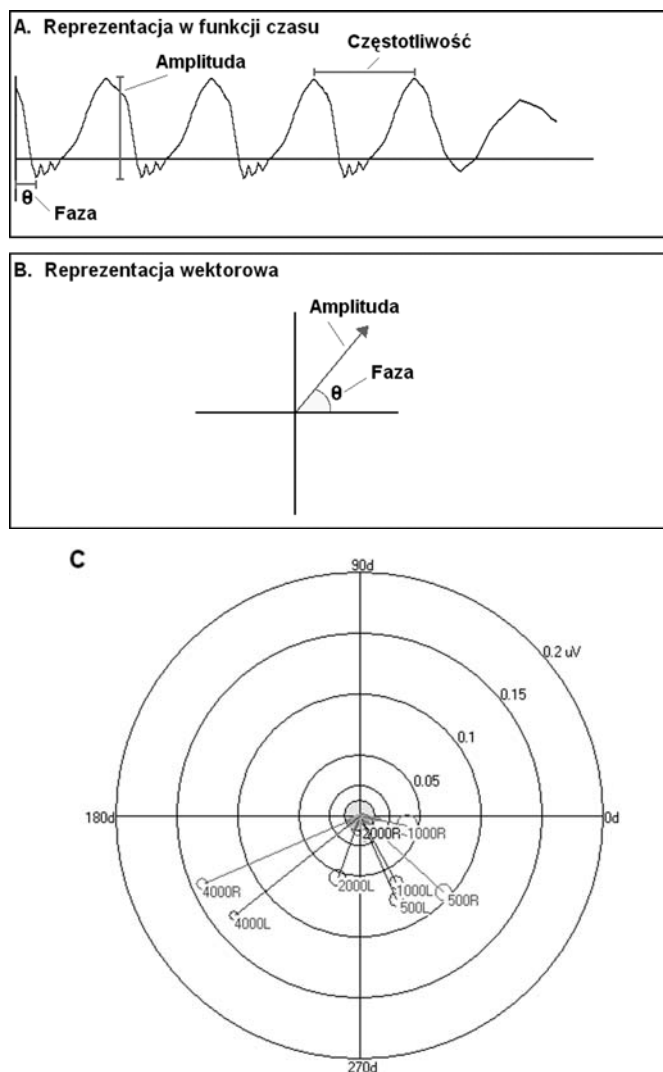 A. Reprezentacja w funkcji czasu
Częstotliwość
Amplituda
θ
Faza
B. Reprezentacja wektorowa
Amplituda
Faza
θ
C
90d
0.2 uV
0.15
0.1
0.05
180d
0d
2000R
1000R
4000R
2000L
1000L
500R
500L
4000L
270d